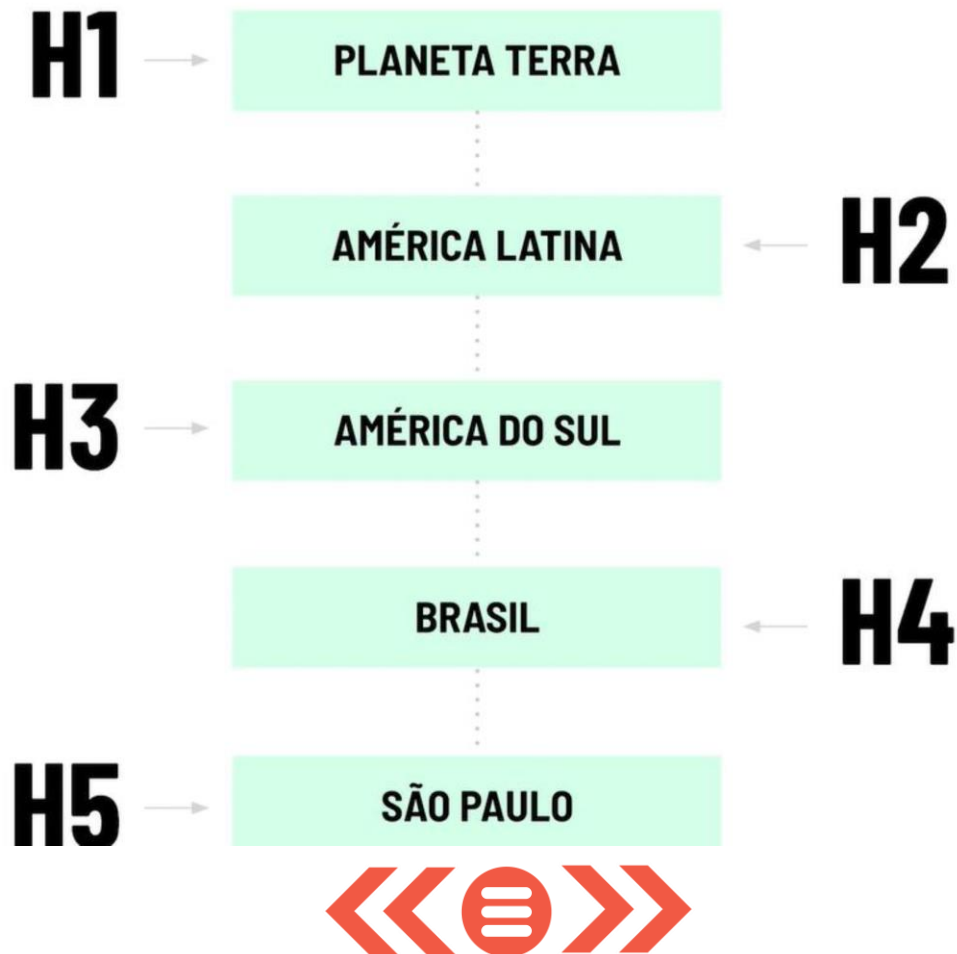 H1
PLANETA TERRA
AMÉRICA LATINA
H2
H3
AMÉRICA DO SUL
BRASIL
H4
H5
SÃO PAULO